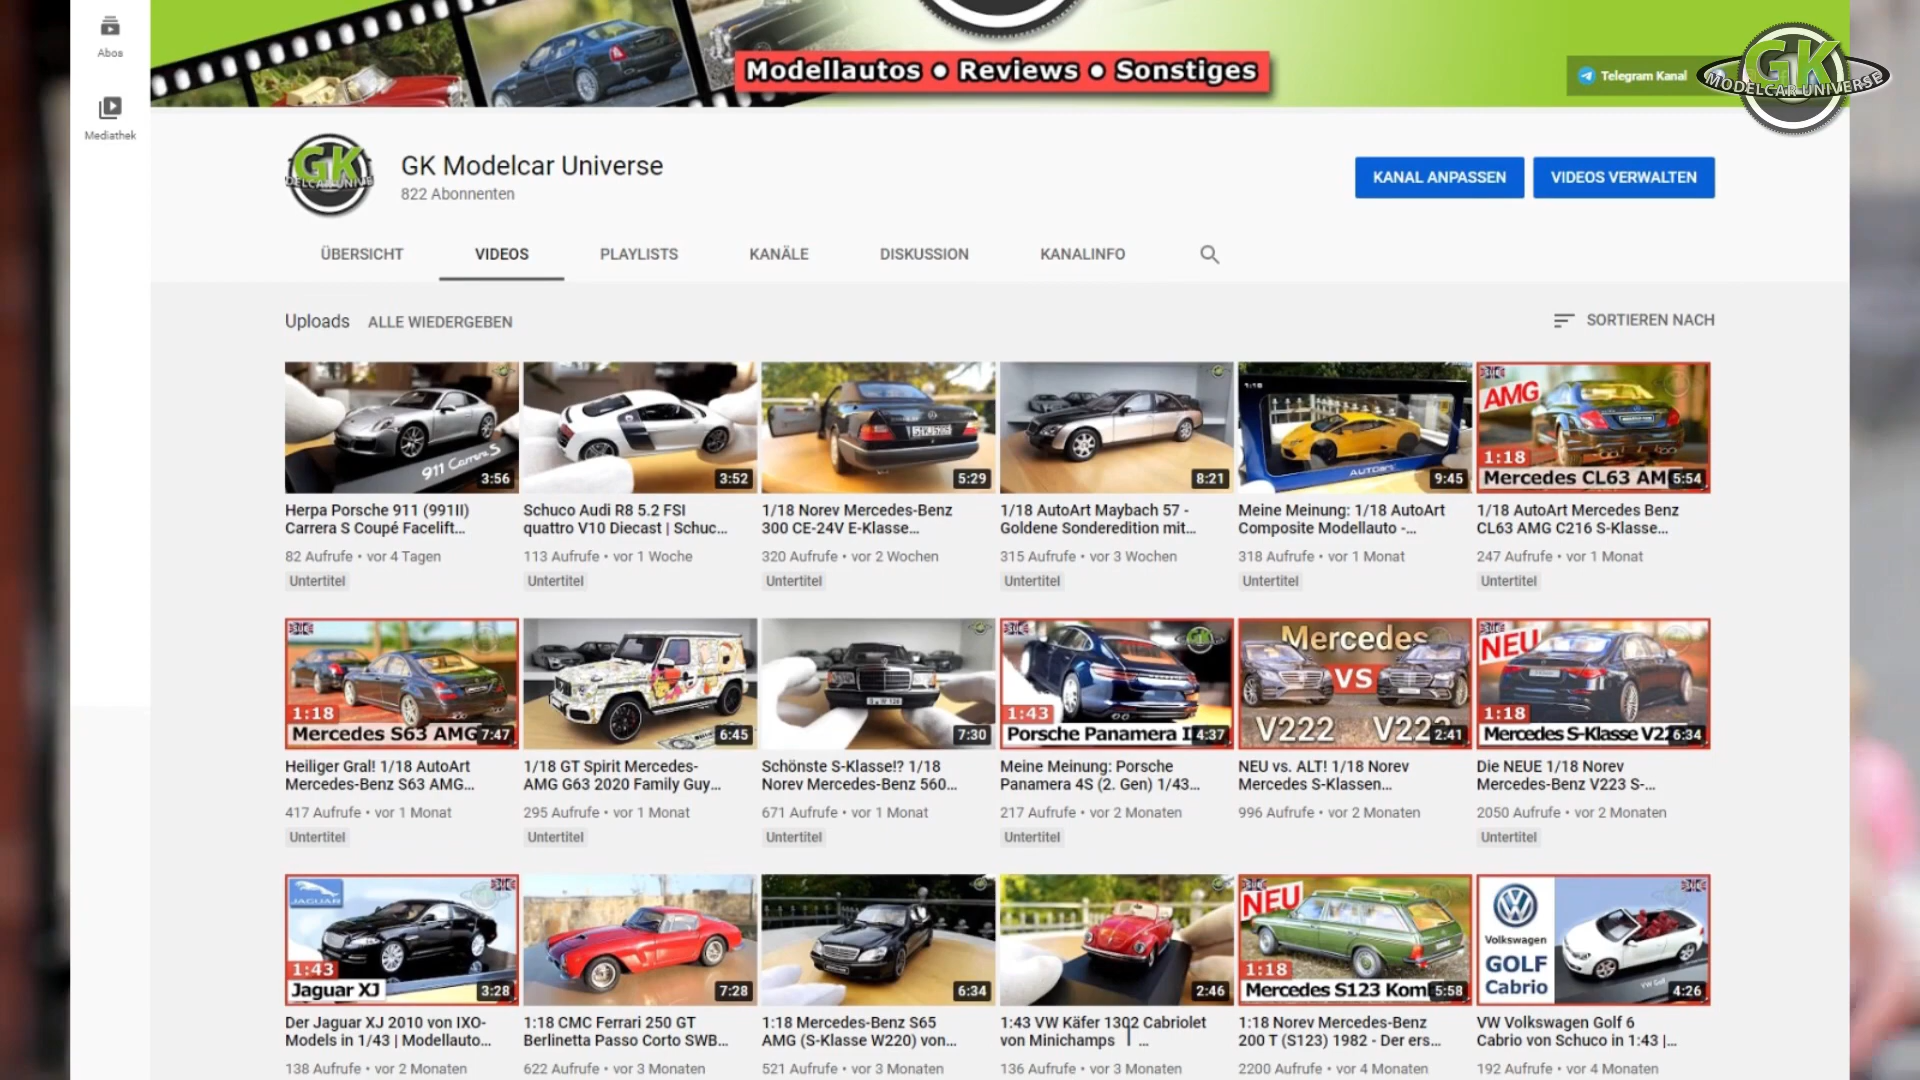 Abos
Mediathek
Modellautos • Reviews • Sonstiges
Telegram Kanal
GK
MODELCAR UNIVERSE
GK
GK Modelcar Universe
822 Abonnenten
KANAL ANPASSEN
VIDEOS VERWALTEN
ÜBERSICHT
VIDEOS
PLAYLISTS
KANÄLE
DISKUSSION
KANALINFO
Uploads
ALLE WIEDERGEBEN
SORTIEREN NACH
911 Carrera S
3:56
3:52
5:29
8:21
1:18
AUTOart
9:45
AMG
1:18
Mercedes CL63 AM
5:54
Herpa Porsche 911 (991II)
Carrera S Coupé Facelift...
82 Aufrufe • vor 4 Tagen
Untertitel
Schuco Audi R8 5.2 FSI
quattro V10 Diecast | Schuc...
113 Aufrufe • vor 1 Woche
Untertitel
1/18 Norev Mercedes-Benz
300 CE-24V E-Klasse...
320 Aufrufe • vor 2 Wochen
Untertitel
1/18 AutoArt Maybach 57 -
Goldene Sonderedition mit...
315 Aufrufe • vor 3 Wochen
Untertitel
Meine Meinung: 1/18 AutoArt
Composite Modellauto -...
318 Aufrufe • vor 1 Monat
Untertitel
1/18 AutoArt Mercedes Benz
CL63 AMG C216 S-Klasse...
247 Aufrufe • vor 1 Monat
Untertitel
1:18
Mercedes S63 AMG
7:47
6:45
7:30
GK
1:43
Porsche Panamera I
4:37
Mercedes
VS
V222
V222
2:41
NEU
1:18
Mercedes S-Klasse V22
6:34
Heiliger Gral! 1/18 AutoArt
Mercedes-Benz S63 AMG...
417 Aufrufe • vor 1 Monat
Untertitel
1/18 GT Spirit Mercedes-
AMG G63 2020 Family Guy...
295 Aufrufe • vor 1 Monat
Untertitel
Schönste S-Klasse!? 1/18
Norev Mercedes-Benz 560...
671 Aufrufe • vor 1 Monat
Untertitel
Meine Meinung: Porsche
Panamera 4S (2. Gen) 1/43...
217 Aufrufe • vor 2 Monaten
Untertitel
NEU vs. ALT! 1/18 Norev
Mercedes S-Klassen...
996 Aufrufe • vor 2 Monaten
Die NEUE 1/18 Norev
Mercedes-Benz V223 S-...
2050 Aufrufe • vor 2 Monaten
Untertitel
JAGUAR
1:43
Jaguar XJ
3:28
7:28
6:34
2:46
NEU
1:18
Mercedes S123 Kom
5:58
Volkswagen
GOLF
Cabrio
VW Golf
4:26
Der Jaguar XJ 2010 von IXO-
Models in 1/43 | Modellauto...
138 Aufrufe • vor 2 Monaten
1:18 CMC Ferrari 250 GT
Berlinetta Passo Corto SWB...
622 Aufrufe • vor 3 Monaten
1:18 Mercedes-Benz S65
AMG (S-Klasse W220) von...
521 Aufrufe • vor 3 Monaten
1:43 VW Käfer 1302 Cabriolet
von Minichamps ...
136 Aufrufe • vor 3 Monaten
1:18 Norev Mercedes-Benz
200 T (S123) 1982 - Der ers...
2200 Aufrufe • vor 4 Monaten
VW Volkswagen Golf 6
Cabrio von Schuco in 1:43 |...
192 Aufrufe • vor 4 Monaten